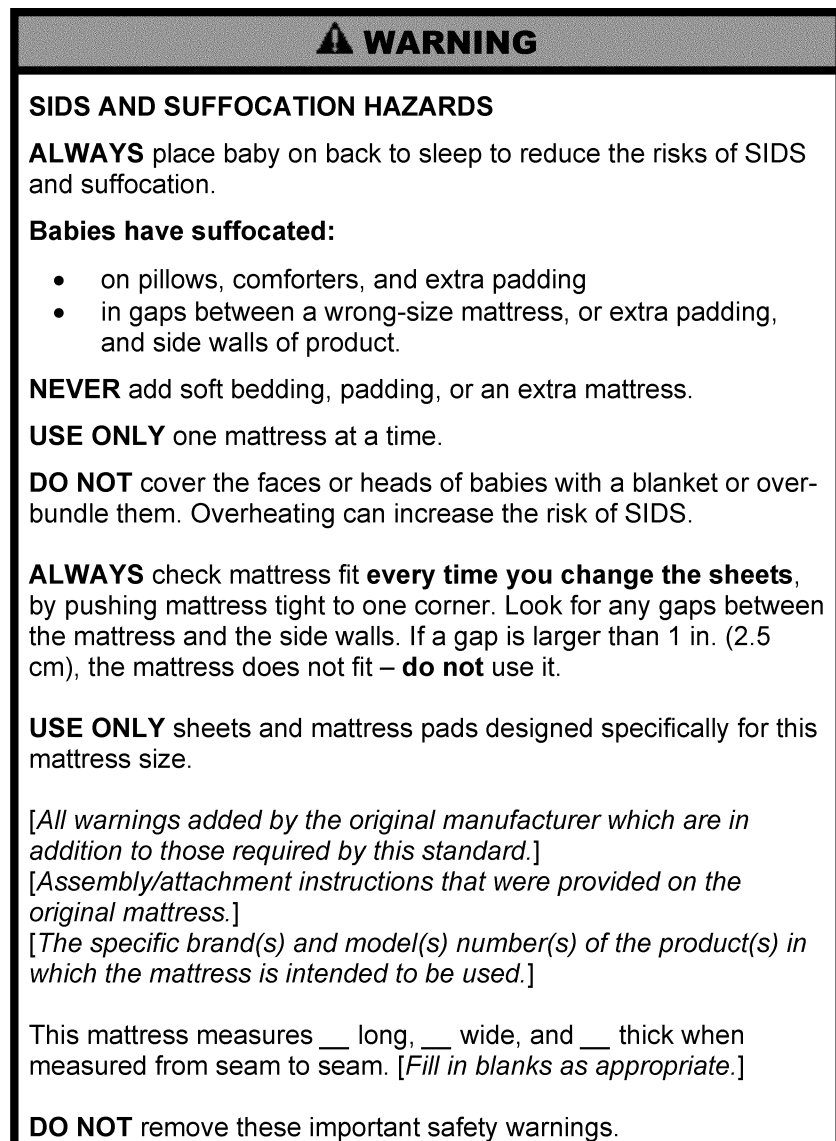 ⚠ WARNING
SIDS AND SUFFOCATION HAZARDS
ALWAYS place baby on back to sleep to reduce the risks of SIDS
and suffocation.
Babies have suffocated:
• on pillows, comforters, and extra padding
• in gaps between a wrong-size mattress, or extra padding,
and side walls of product.
NEVER add soft bedding, padding, or an extra mattress.
USE ONLY one mattress at a time.
DO NOT cover the faces or heads of babies with a blanket or over-
bundle them. Overheating can increase the risk of SIDS.
ALWAYS check mattress fit every time you change the sheets,
by pushing mattress tight to one corner. Look for any gaps between
the mattress and the side walls. If a gap is larger than 1 in. (2.5
cm), the mattress does not fit – do not use it.
USE ONLY sheets and mattress pads designed specifically for this
mattress size.
[All warnings added by the original manufacturer which are in
addition to those required by this standard.]
[Assembly/attachment instructions that were provided on the
original mattress.]
[The specific brand(s) and model(s) number(s) of the product(s) in
which the mattress is intended to be used.]
This mattress measures __ long, __ wide, and __ thick when
measured from seam to seam. [Fill in blanks as appropriate.]
DO NOT remove these important safety warnings.